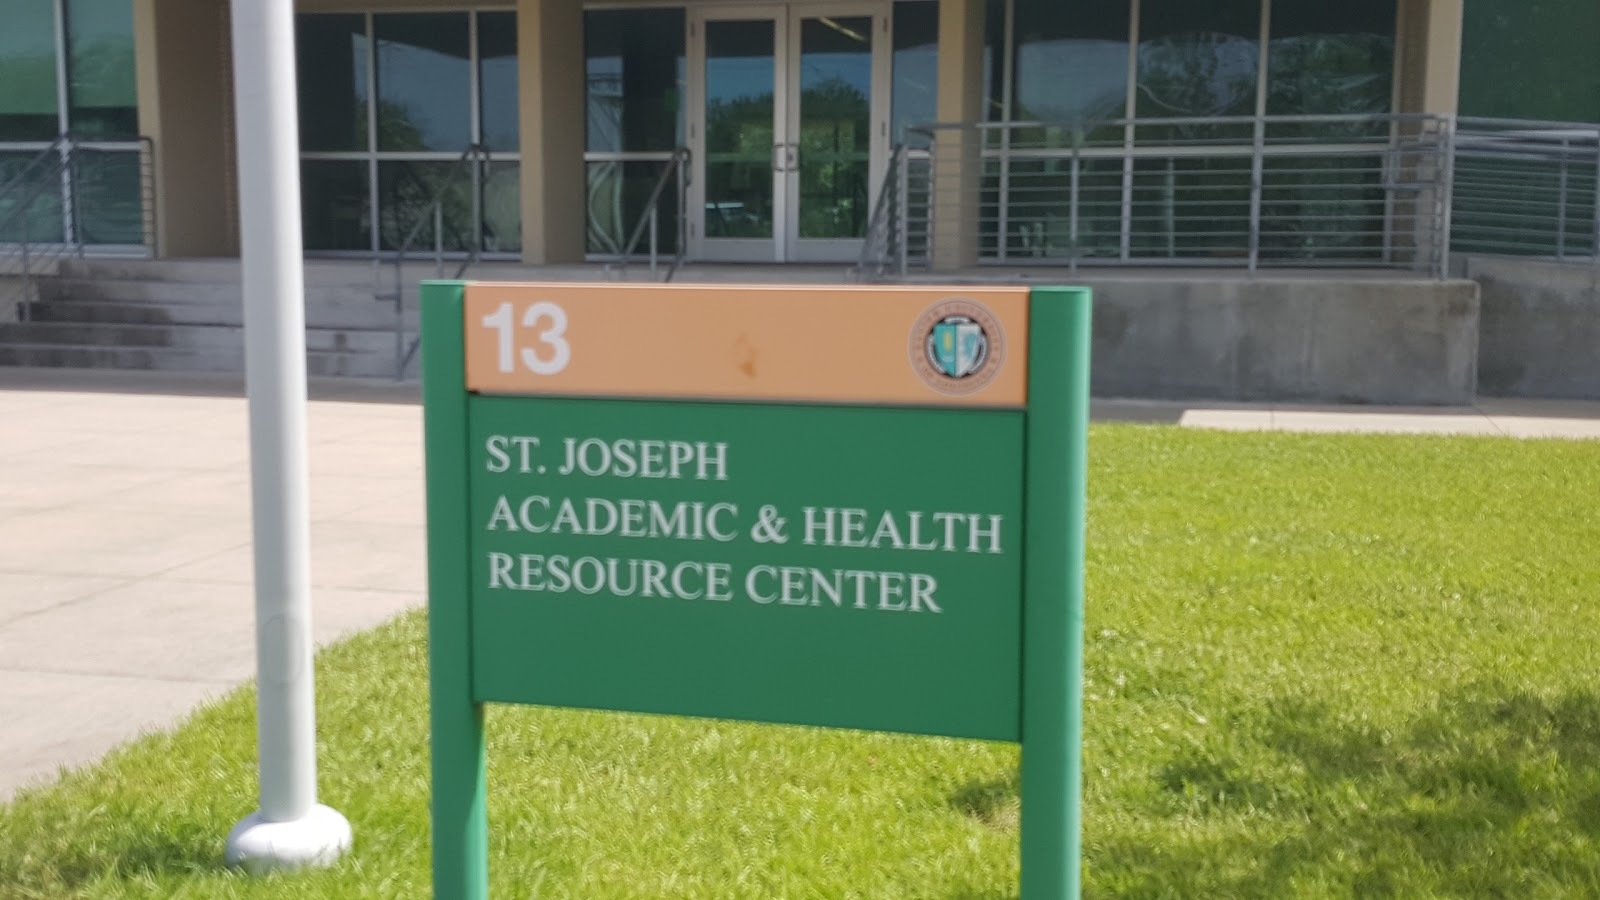 13
ST. JOSEPH
ACADEMIC & HEALTH
RESOURCE CENTER